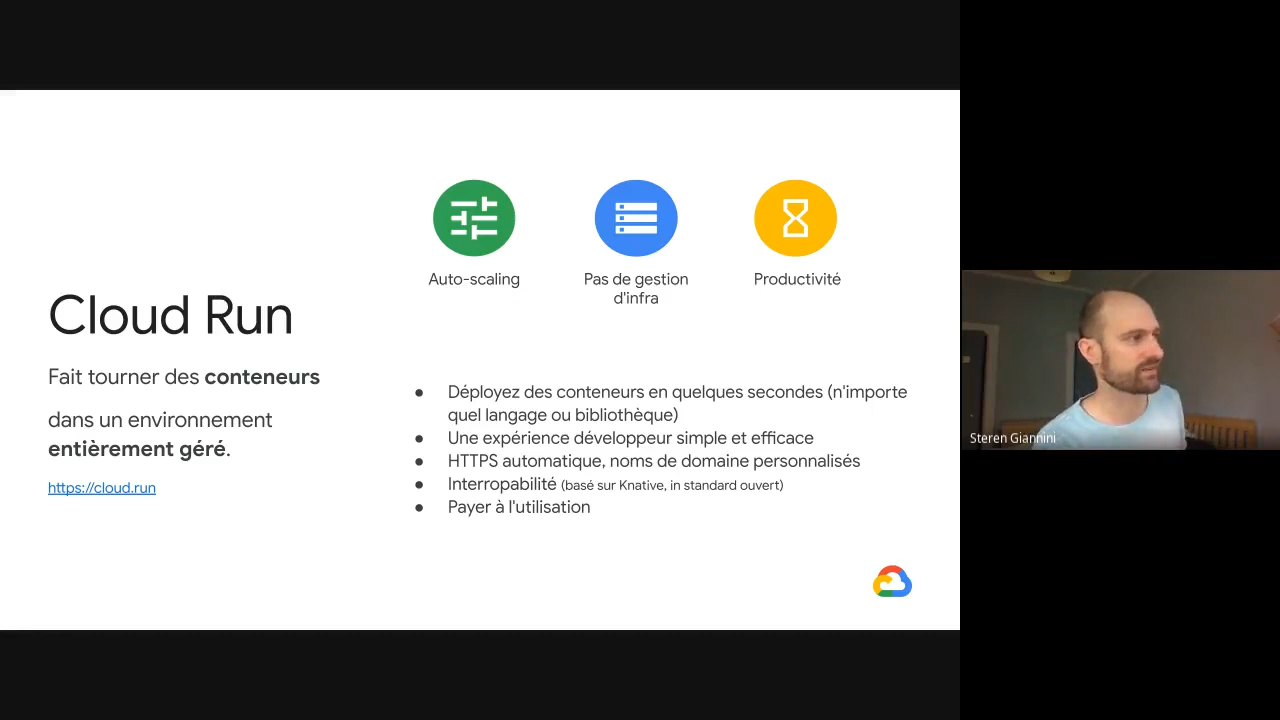 Cloud Run
Fait tourner des conteneurs
dans un environnement
entièrement géré.
https://cloud.run
Auto-scaling
Pas de gestion
d'infra
Productivité
● Déployez des conteneurs en quelques secondes (n'importe
quel langage ou bibliothèque)
● Une expérience développeur simple et efficace
● HTTPS automatique, noms de domaine personnalisés
● Interropabilité (basé sur Knative, in standard ouvert)
● Payer à l'utilisation
Steren Giannini